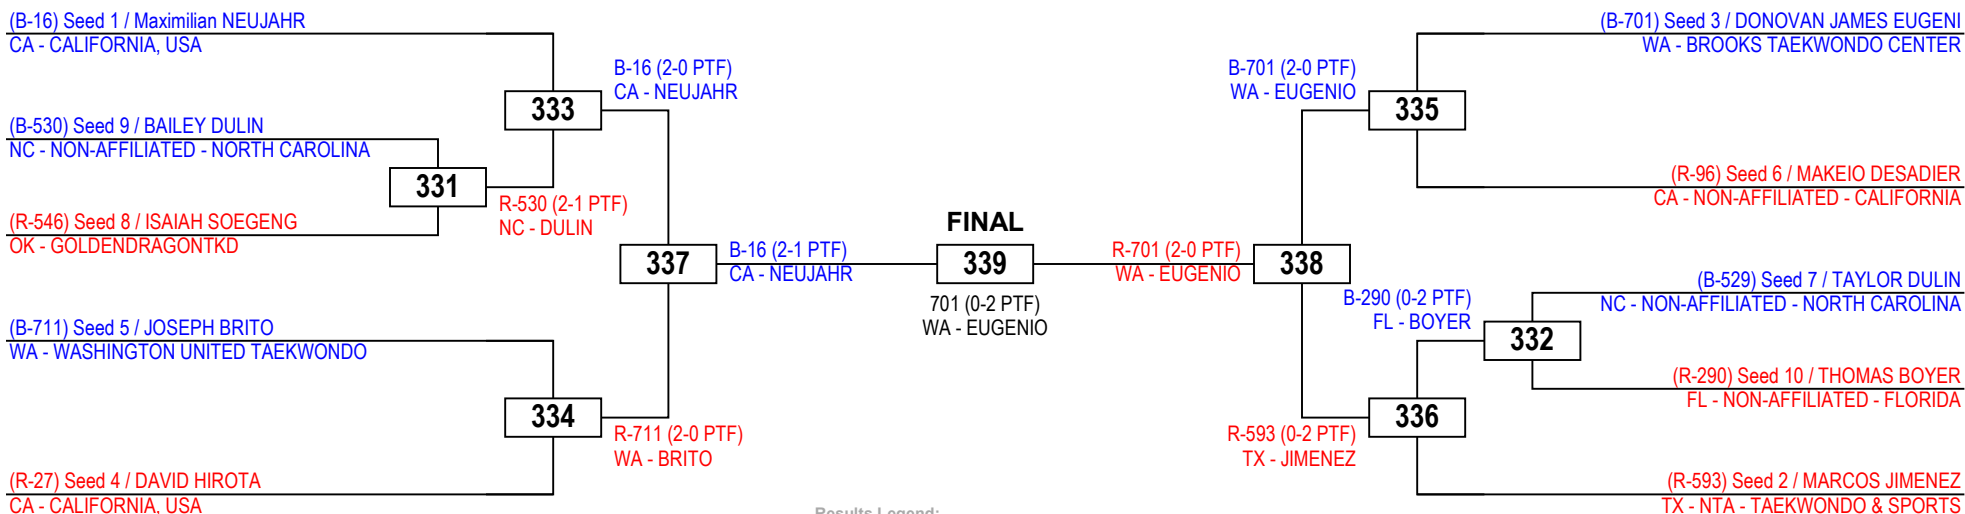 (B-16) Seed 1 / Maximilian NEUJAHR
CA - CALIFORNIA, USA
(B-530) Seed 9 / BAILEY DULIN
NC - NON-AFFILIATED - NORTH CAROLINA
(R-546) Seed 8 / ISAIAH SOEGENG
OK - GOLDENDRAGONTKD
(B-711) Seed 5 / JOSEPH BRITO
WA - WASHINGTON UNITED TAEKWONDO
(R-27) Seed 4 / DAVID HIROTA
CA - CALIFORNIA, USA
331
R-530 (2-1 PTF)
NC - DULIN
333
B-16 (2-0 PTF)
CA - NEUJAHR
334
R-711 (2-0 PTF)
WA - BRITO
337
B-16 (2-1 PTF)
CA - NEUJAHR
FINAL
339
701 (0-2 PTF)
WA - EUGENIO
R-701 (2-0 PTF)
WA - EUGENIO
338
B-701 (2-0 PTF)
WA - EUGENIO
335
R-593 (0-2 PTF)
TX - JIMENEZ
336
B-290 (0-2 PTF)
FL - BOYER
332
(B-701) Seed 3 / DONOVAN JAMES EUGENI
WA - BROOKS TAEKWONDO CENTER
(R-96) Seed 6 / MAKEIO DESADIER
CA - NON-AFFILIATED - CALIFORNIA
(B-529) Seed 7 / TAYLOR DULIN
NC - NON-AFFILIATED - NORTH CAROLINA
(R-290) Seed 10 / THOMAS BOYER
FL - NON-AFFILIATED - FLORIDA
(R-593) Seed 2 / MARCOS JIMENEZ
TX - NTA - TAEKWONDO & SPORTS
Results Legend: